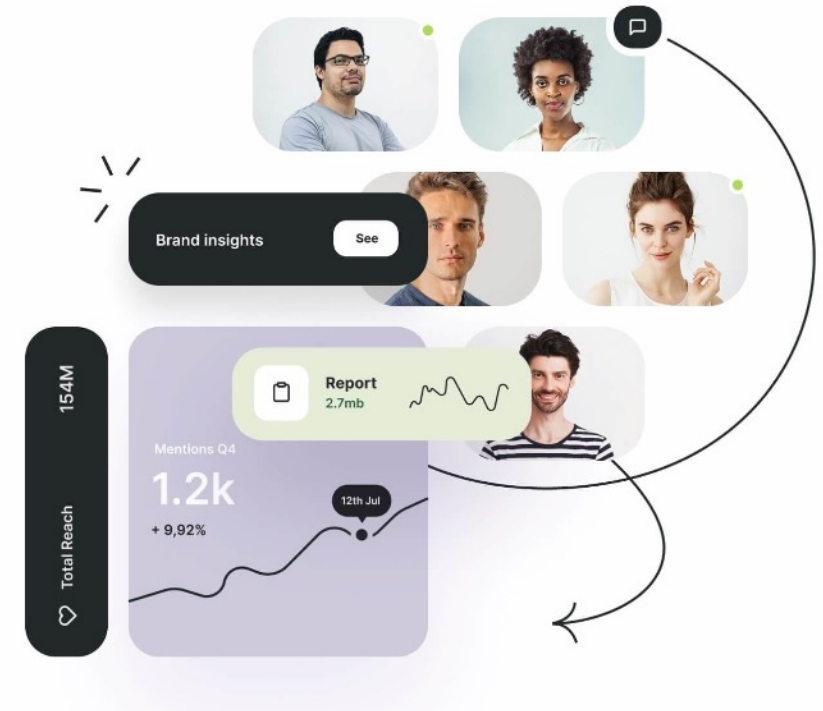 Brand insights
See
154M
Total Reach
Report
2.7mb
Mentions Q4
1.2k
+ 9,92%
12th Jul